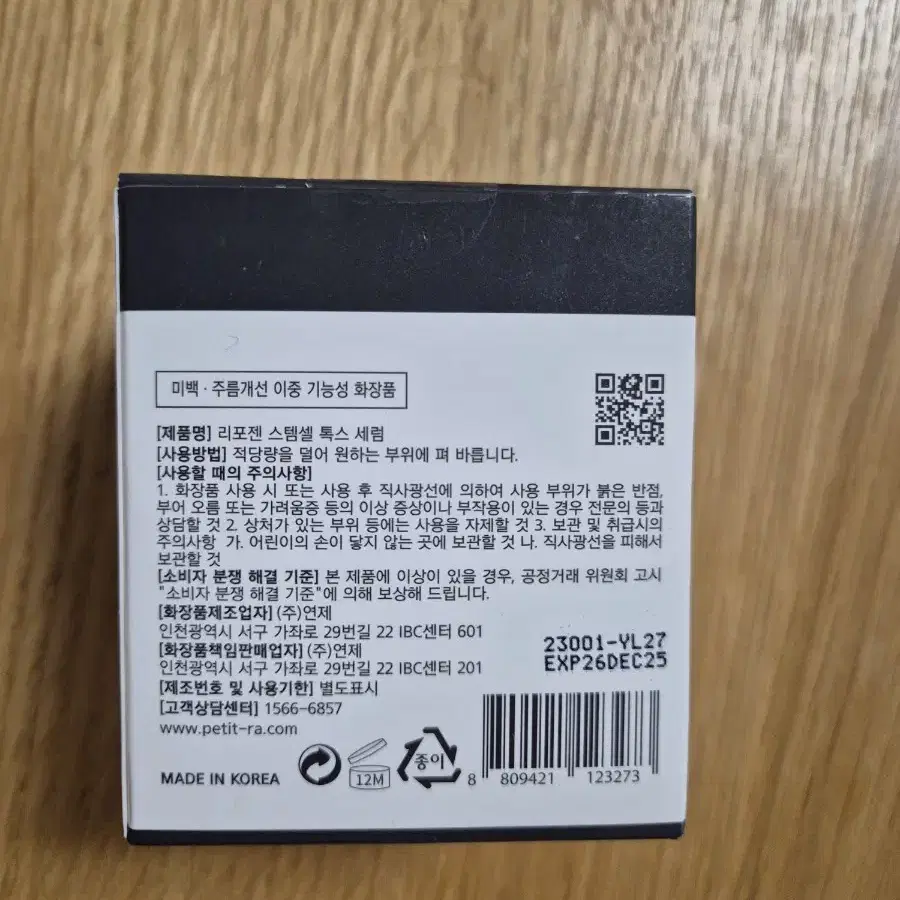 미백 · 주름개선 이중 기능성 화장품
[제품명] 리포젠 스템셀 톡스 세럼
[사용방법] 적당량을 덜어 원하는 부위에 펴 바릅니다.
[사용할 때의 주의사항]
1. 화장품 사용 시 또는 사용 후 직사광선에 의하여 사용 부위가 붉은 반점,
부어 오름 또는 가려움증 등의 이상 증상이나 부작용이 있는 경우 전문의 등과
상담할 것 2. 상처가 있는 부위 등에는 사용을 자제할 것 3. 보관 및 취급시의
주의사항 가. 어린이의 손이 닿지 않는 곳에 보관할 것 나. 직사광선을 피해서
보관할 것
[소비자 분쟁 해결 기준] 본 제품에 이상이 있을 경우, 공정거래 위원회 고시
"소비자 분쟁 해결 기준"에 의해 보상해 드립니다.
[화장품제조업자] (주)연제
인천광역시 서구 가좌로 29번길 22 IBC센터 601
[화장품책임판매업자] (주)연제
인천광역시 서구 가좌로 29번길 22 IBC센터 201
[제조번호 및 사용기한] 별도표시
[고객상담센터] 1566-6857
www.petit-ra.com
23001-YL27
EXP26DEC25
MADE IN KOREA
12M
종이
8 809421 123273